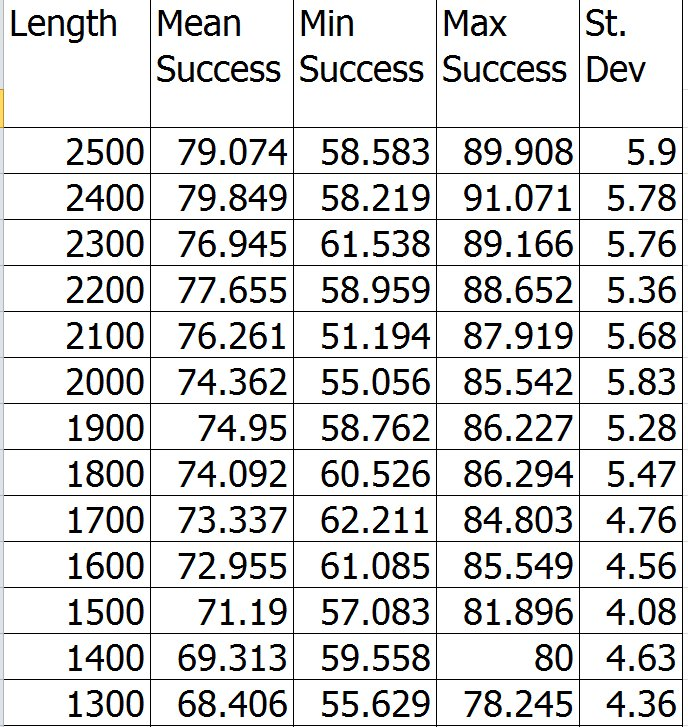 Length Mean Min Max St.
Success Success Success Dev
2500 79.074 58.583 89.908 5.9
2400 79.849 58.219 91.071 5.78
2300 76.945 61.538 89.166 5.76
2200 77.655 58.959 88.652 5.36
2100 76.261 51.194 87.919 5.68
2000 74.362 55.056 85.542 5.83
1900 74.95 58.762 86.227 5.28
1800 74.092 60.526 86.294 5.47
1700 73.337 62.211 84.803 4.76
1600 72.955 61.085 85.549 4.56
1500 71.19 57.083 81.896 4.08
1400 69.313 59.558 80 4.63
1300 68.406 55.629 78.245 4.36